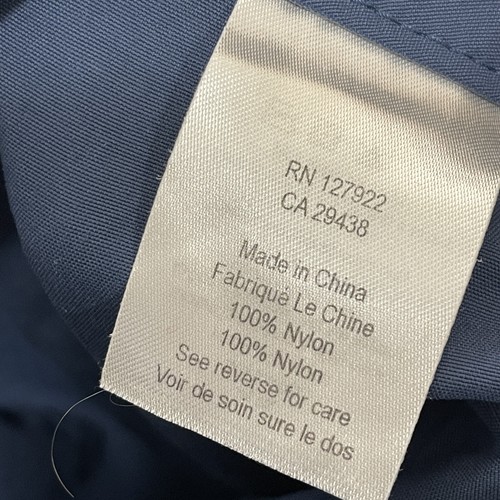 RN 127922
CA 29438
Made in China
Fabriqué Le Chine
100% Nylon
100% Nylon
See reverse for care
Voir de soin sure le dos